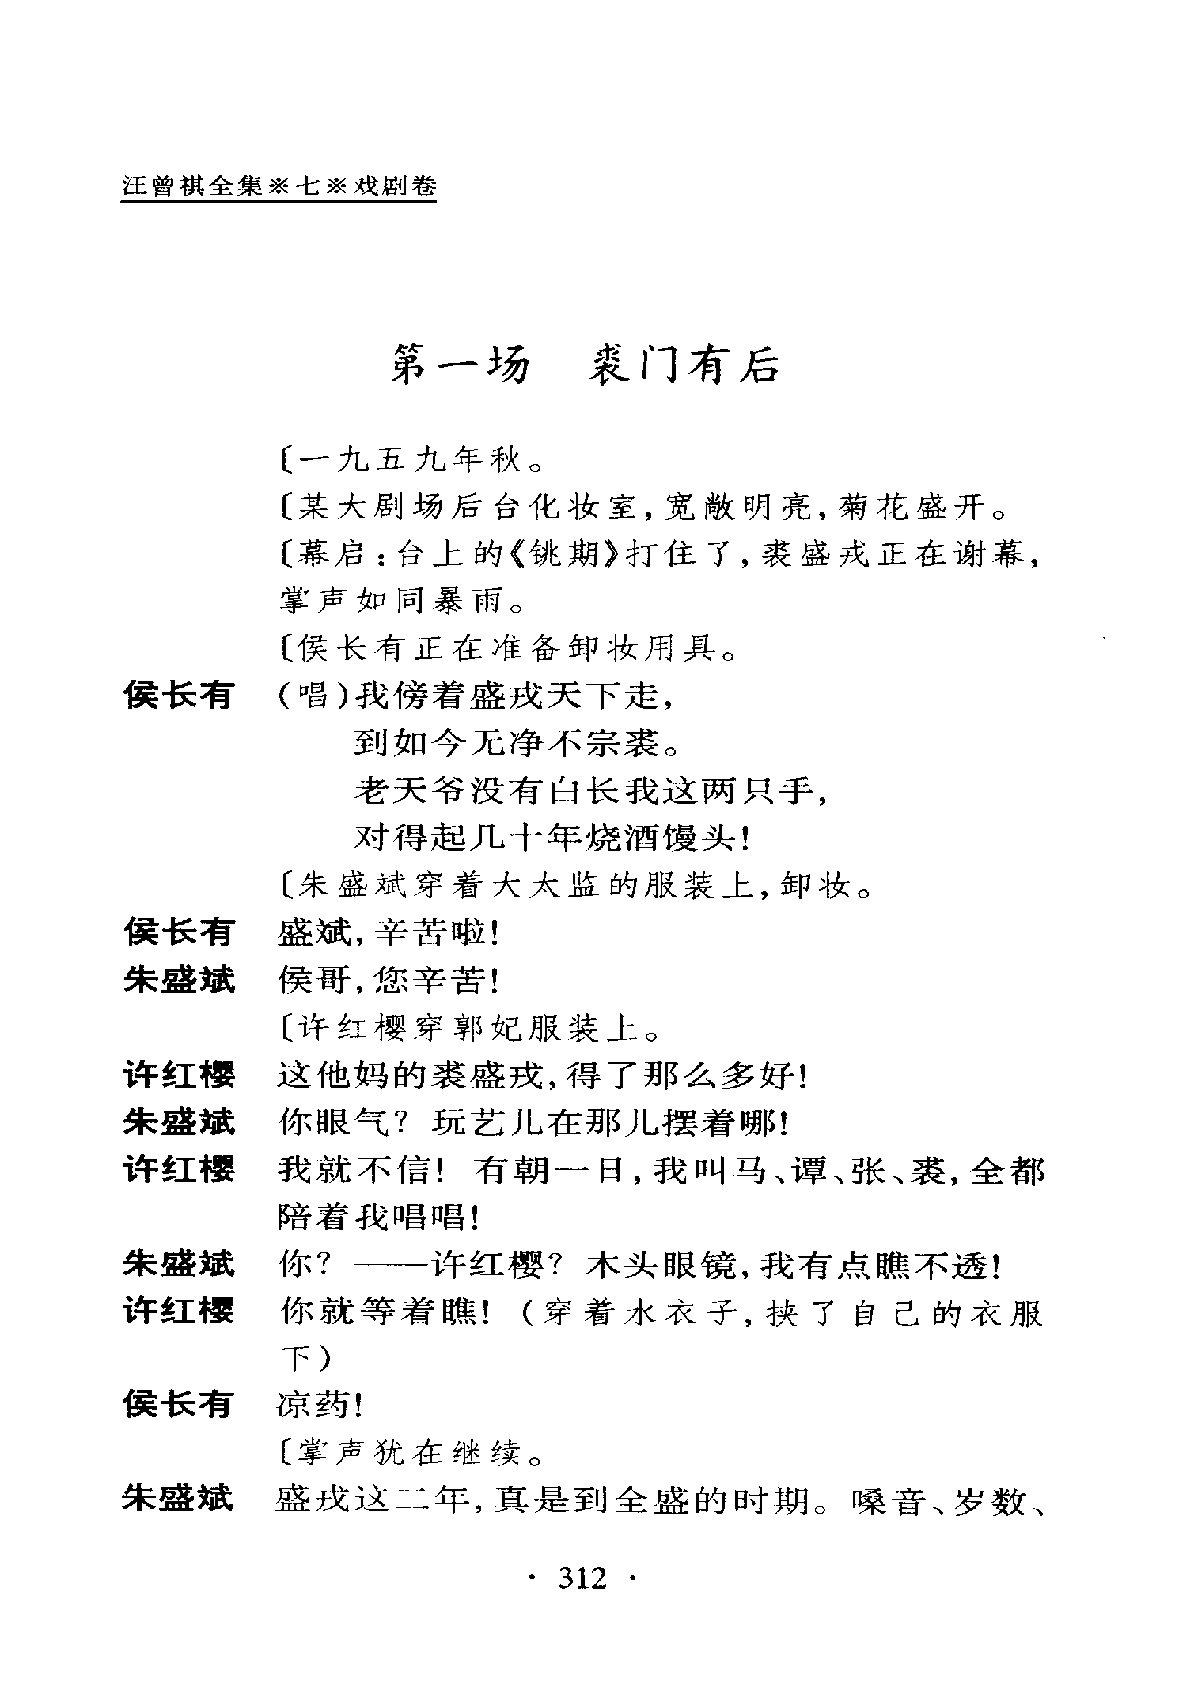 汪曾祺全集※七※戏剧卷
第一场　裘门有后
〔一九五九年秋。
〔某大剧场后台化妆室，宽敞明亮，菊花盛开。
〔幕启：台上的《铫期》打住了，裘盛戎正在谢幕，
掌声如同暴雨。
〔侯长有正在准备卸妆用具。
侯长有　（唱）我傍着盛戎天下走，
到如今无净不宗裘。
老天爷没有白长我这两只手，
对得起几十年烧酒馒头！
〔朱盛斌穿着大太监的服装上，卸妆。
侯长有　盛斌，辛苦啦！
朱盛斌　侯哥，您辛苦！
〔许红樱穿郭妃服装上。
许红樱　这他妈的裘盛戎，得了那么多好！
朱盛斌　你眼气？玩艺儿在那儿摆着哪！
许红樱　我就不信！有朝一日，我叫马、谭、张、裘，全都
陪着我唱唱！
朱盛斌　你？——许红樱？木头眼镜，我有点瞧不透！
许红樱　你就等着瞧！（穿着水衣子，挟了自己的衣服
下）
侯长有　凉药！
〔掌声犹在继续。
朱盛斌　盛戎这二年，真是到全盛的时期。嗓音、岁数、
· 312 ·